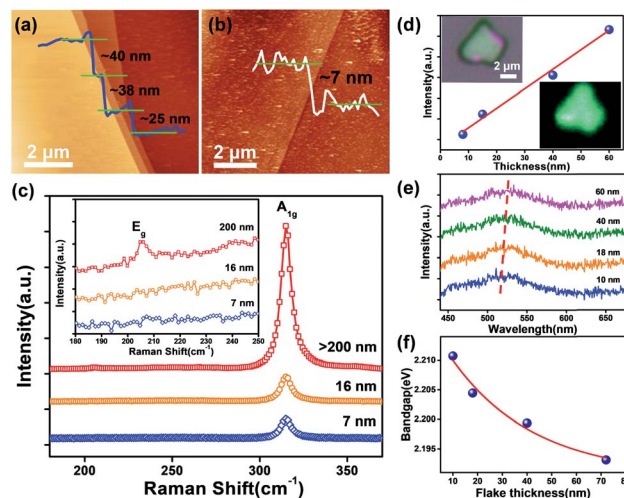 (a)
~40 nm
~38 nm
~25 nm
2 μm
(b)
~7 nm
2 μm
(c)
Intensity(a.u.)
Raman Shift(cm⁻¹)
200
250
300
350
A1g
>200 nm
16 nm
7 nm
Intensity(a.u.)
Eg
200 nm
16 nm
7 nm
180 190 200 210 220 230 240 250
Raman Shift(cm⁻¹)
(d)
Intensity(a.u.)
2 μm
0 10 20 30 40 50 60
Thickness(nm)
(e)
Intensity(a.u.)
60 nm
40 nm
18 nm
10 nm
450 500 550 600 650
Wavelength(nm)
(f)
Bandgap(eV)
2.210
2.205
2.200
2.195
10 20 30 40 50 60 70 80
Flake thickness(nm)